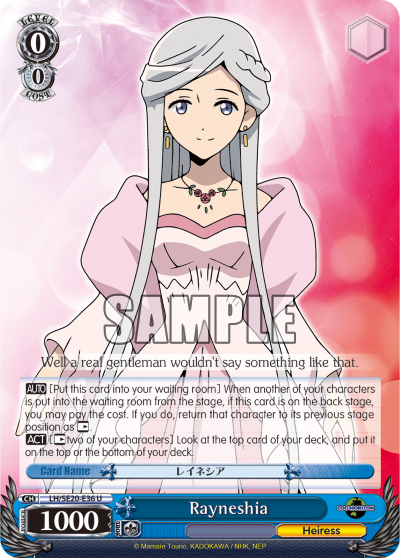 LEVEL
0
0
COST
SAMPLE
Well a real gentleman wouldn't say something like that.
AUTO [Put this card into your waiting room] When another of your characters
is put into the waiting room from the stage, if this card is on the back stage,
you may pay the cost. If you do, return that character to its previous stage
position as
ACT [ two of your characters] Look at the top card of your deck, and put it
on the top or the bottom of your deck.
Card Name レイネシア
CH LH/SE20-E36 U
POWER 1000 SOUL Rayneshia
Heiress
© Mamare Touno, KADOKAWA / NHK, NEP